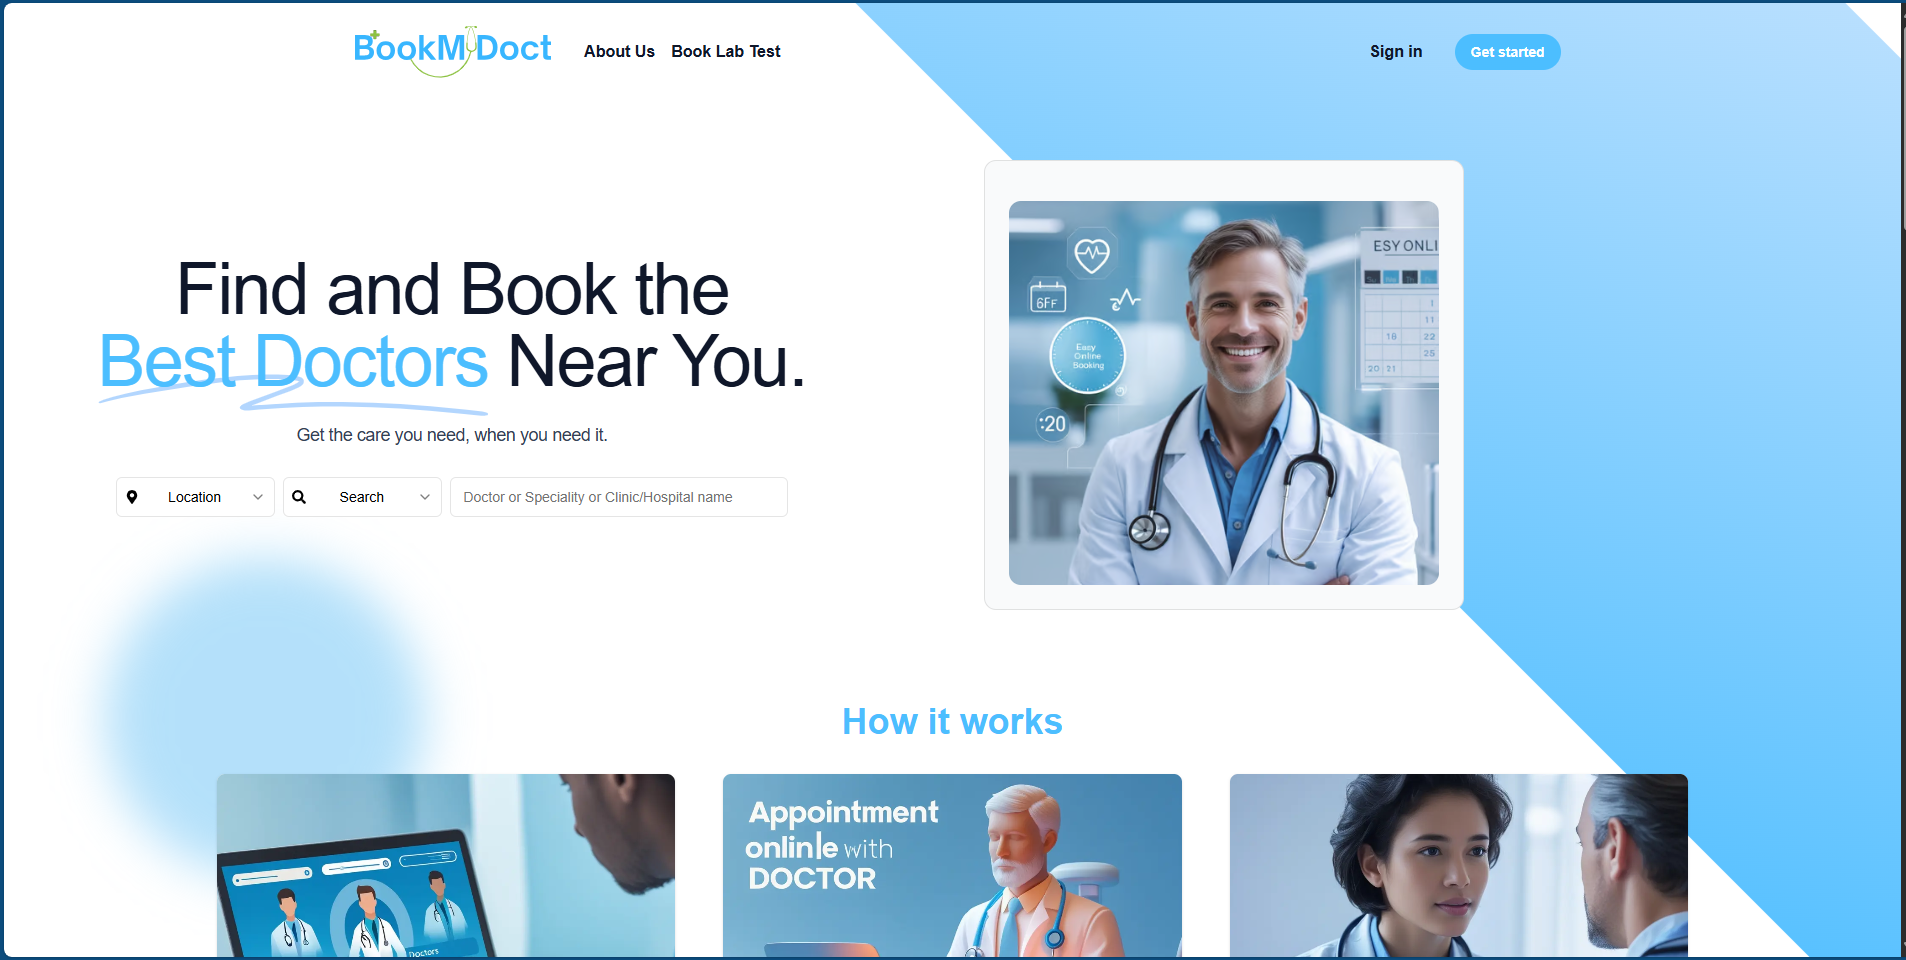 BookMyDoct
About Us
Book Lab Test
Sign in
Get started
Find and Book the
Best Doctors Near You.
Get the care you need, when you need it.
Location
Search
Doctor or Speciality or Clinic/Hospital name
ESY ONLI
6FF
Easy
Online
Booking
:20
1
11
18 22
25
20 21
How it works
Appointment
onlinle with
DOCTOR
Doctors